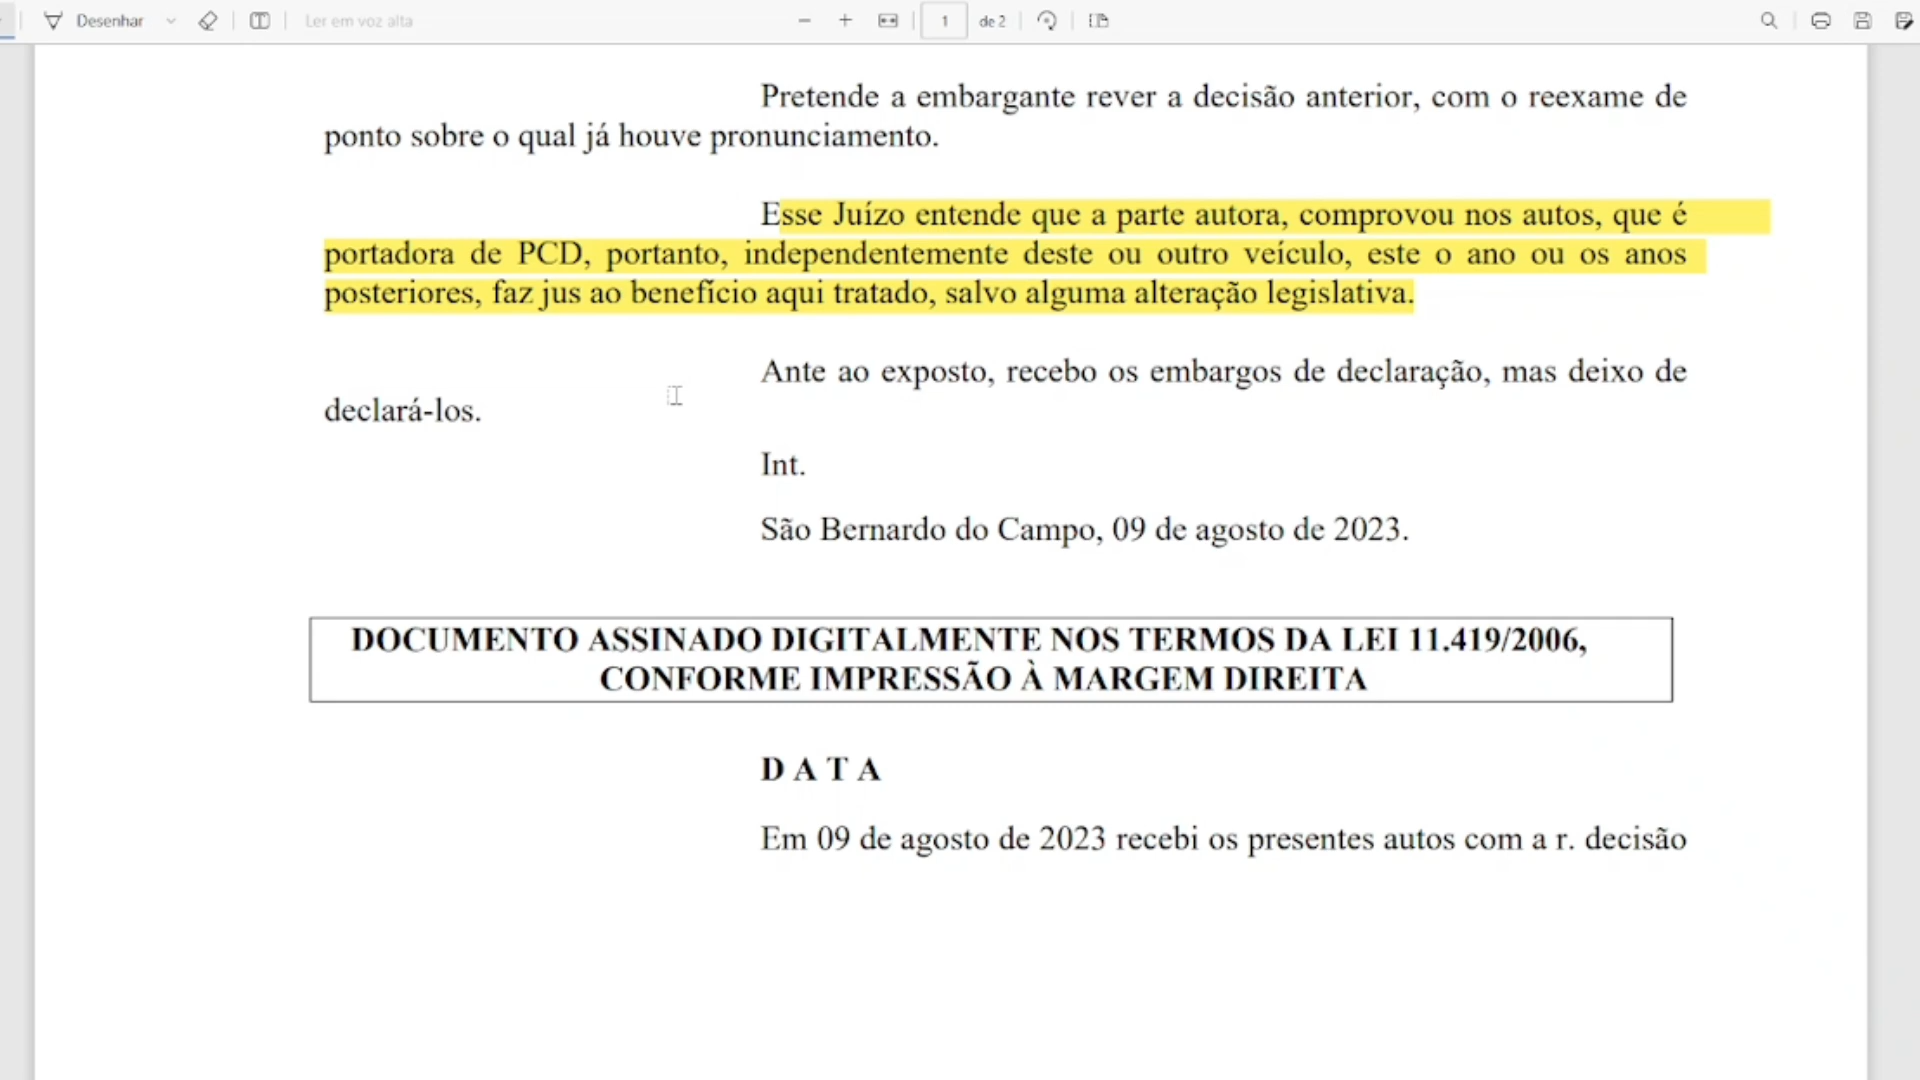 Desenhar
Ler em voz alta
1 de 2
Pretende a embargante rever a decisão anterior, com o reexame de
ponto sobre o qual já houve pronunciamento.
Esse Juízo entende que a parte autora, comprovou nos autos, que é
portadora de PCD, portanto, independentemente deste ou outro veículo, este o ano ou os anos
posteriores, faz jus ao benefício aqui tratado, salvo alguma alteração legislativa.
Ante ao exposto, recebo os embargos de declaração, mas deixo de
declará-los.
Int.
São Bernardo do Campo, 09 de agosto de 2023.
DOCUMENTO ASSINADO DIGITALMENTE NOS TERMOS DA LEI 11.419/2006,
CONFORME IMPRESSÃO À MARGEM DIREITA
D A T A
Em 09 de agosto de 2023 recebi os presentes autos com a r. decisão